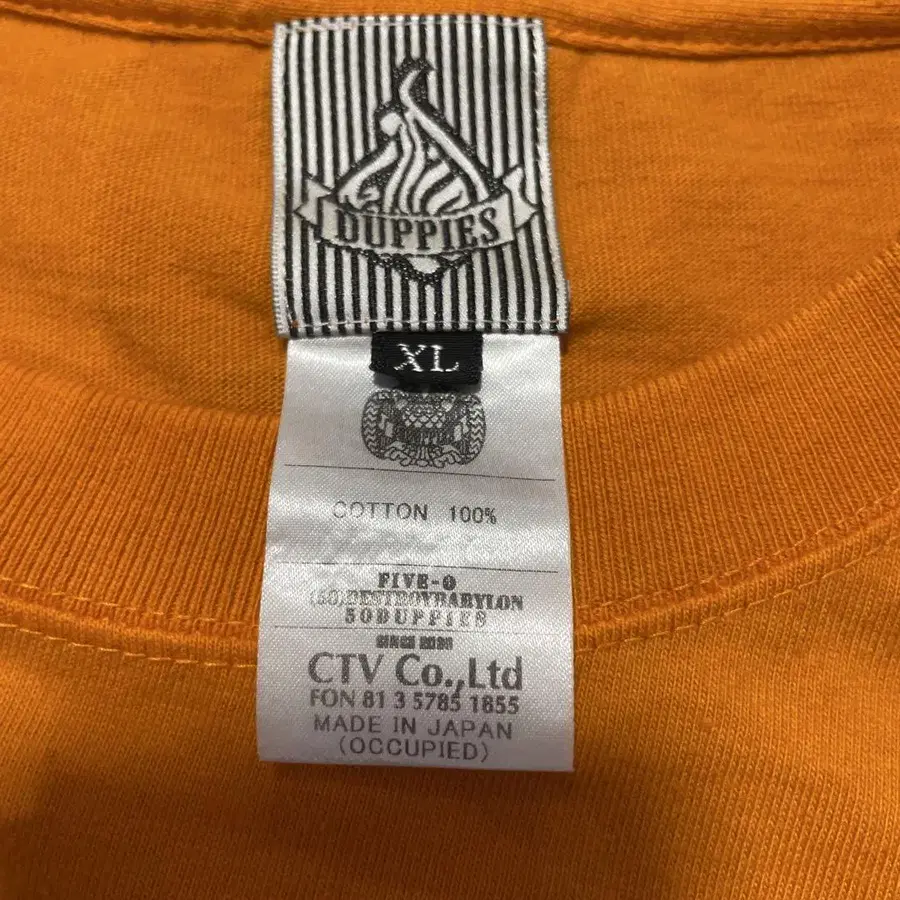 DUPPIES
XL
DUPPIES
COTTON 100%
FIVE-O
(50)DESTROYBABYLON
50DUPPIES
CTV Co.,Ltd
FON 81 3 5785 1855
MADE IN JAPAN
(OCCUPIED)